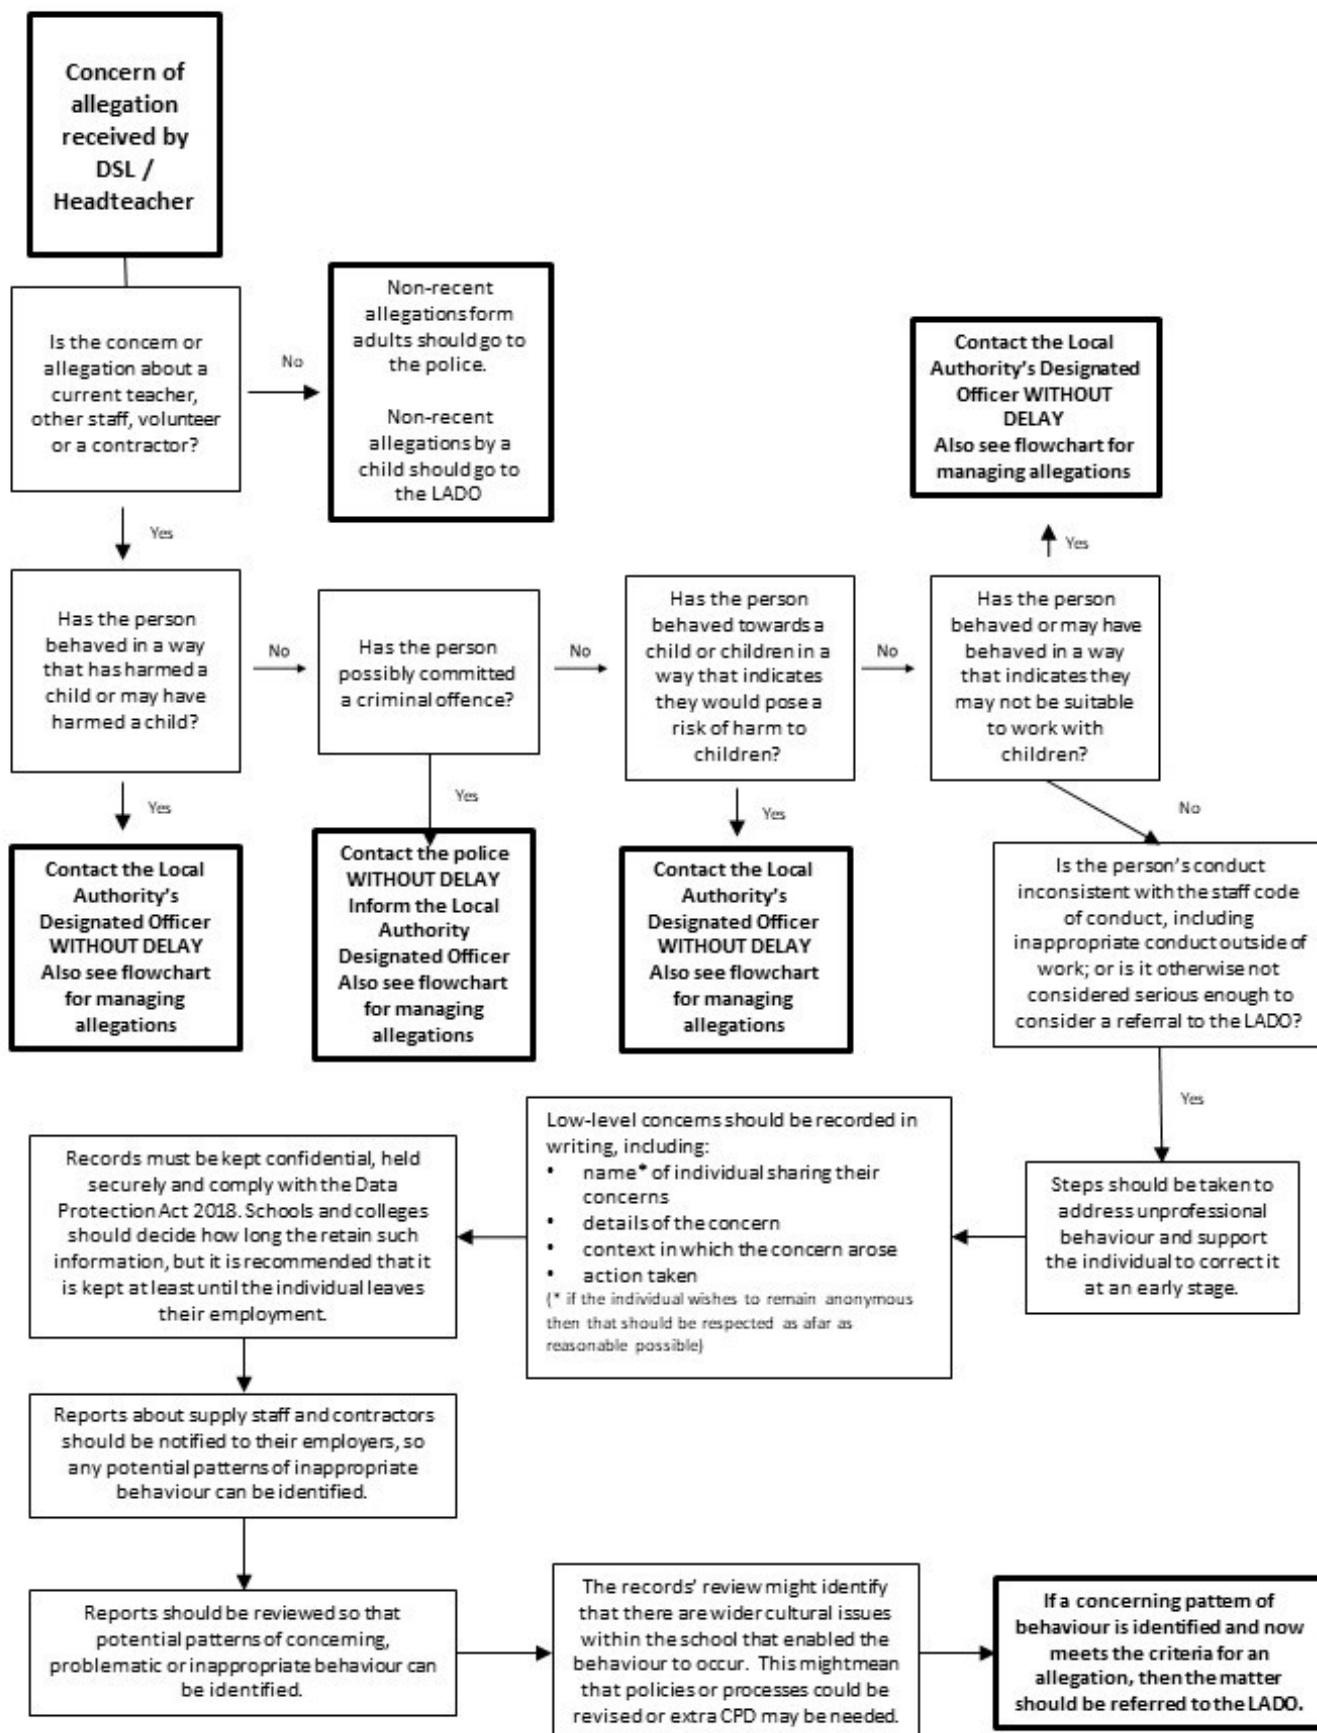 Concern of
allegation
received by
DSL /
Headteacher
Is the concern or
allegation about a
current teacher,
other staff, volunteer
or a contractor?
No
Non-recent
allegations form
adults should go to
the police.
Non-recent
allegations by a
child should go to
the LADO
Contact the Local
Authority's Designated
Officer WITHOUT
DELAY
Also see flowchart for
managing allegations
Yes
Yes
Has the person
behaved in a way
that has harmed a
child or may have
harmed a child?
No
Has the person
possibly committed
a criminal offence?
No
Has the person
behaved towards a
child or children in a
way that indicates
they would pose a
risk of harm to
children?
No
Has the person
behaved or may have
behaved in a way
that indicates they
may not be suitable
to work with
children?
Yes
Yes
Yes
No
Contact the Local
Authority's
Designated Officer
WITHOUT DELAY
Also see flowchart
for managing
allegations
Contact the police
WITHOUT DELAY
Inform the Local
Authority
Designated Officer
Also see flowchart
for managing
allegations
Contact the Local
Authority's
Designated Officer
WITHOUT DELAY
Also see flowchart
for managing
allegations
Is the person's conduct
inconsistent with the staff code
of conduct, including
inappropriate conduct outside of
work; or is it otherwise not
considered serious enough to
consider a referral to the LADO?
Yes
Steps should be taken to
address unprofessional
behaviour and support
the individual to correct it
at an early stage.
Low-level concerns should be recorded in
writing, including:
• name* of individual sharing their
concerns
• details of the concern
• context in which the concern arose
• action taken
(* if the individual wishes to remain anonymous
then that should be respected as afar as
reasonable possible)
Records must be kept confidential, held
securely and comply with the Data
Protection Act 2018. Schools and colleges
should decide how long the retain such
information, but it is recommended that it
is kept at least until the individual leaves
their employment.
Reports about supply staff and contractors
should be notified to their employers, so
any potential patterns of inappropriate
behaviour can be identified.
Reports should be reviewed so that
potential patterns of concerning,
problematic or inappropriate behaviour can
be identified.
The records' review might identify
that there are wider cultural issues
within the school that enabled the
behaviour to occur. This mightmean
that policies or processes could be
revised or extra CPD may be needed.
If a concerning pattern of
behaviour is identified and now
meets the criteria for an
allegation, then the matter
should be referred to the LADO.